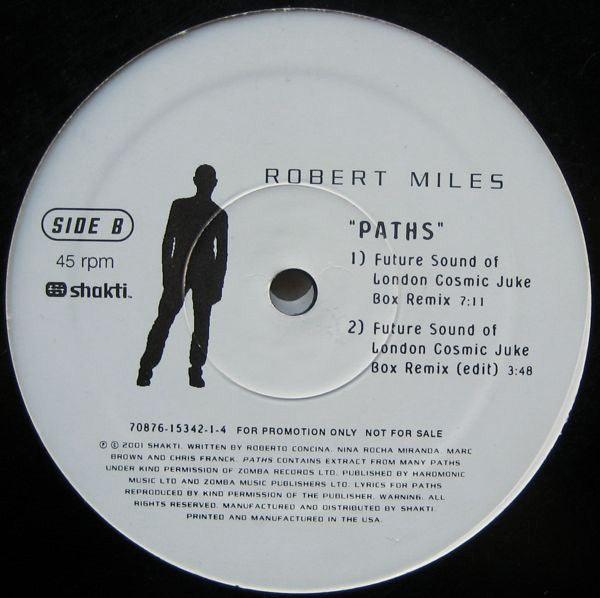 ROBERT MILES
SIDE B
45 rpm
shakti™
"PATHS"
1) Future Sound of
London Cosmic Juke
Box Remix 7:11
2) Future Sound of
London Cosmic Juke
Box Remix (edit) 3:48
70876-15342-1-4 FOR PROMOTION ONLY NOT FOR SALE
℗ © 2001 SHAKTI. WRITTEN BY ROBERTO CONCINA. NINA ROCHA MIRANDA. MARC
BROWN AND CHRIS FRANCK. PATHS CONTAINS EXTRACT FROM MANY PATHS
UNDER KIND PERMISSION OF ZOMBA RECORDS LTD. PUBLISHED BY HARDMONIC
MUSIC LTD AND ZOMBA MUSIC PUBLISHERS LTD. LYRICS FOR PATHS
REPRODUCED BY KIND PERMISSION OF THE PUBLISHER. WARNING. ALL
RIGHTS RESERVED. MANUFACTURED AND DISTRIBUTED BY SHAKTI.
PRINTED AND MANUFACTURED IN THE USA.